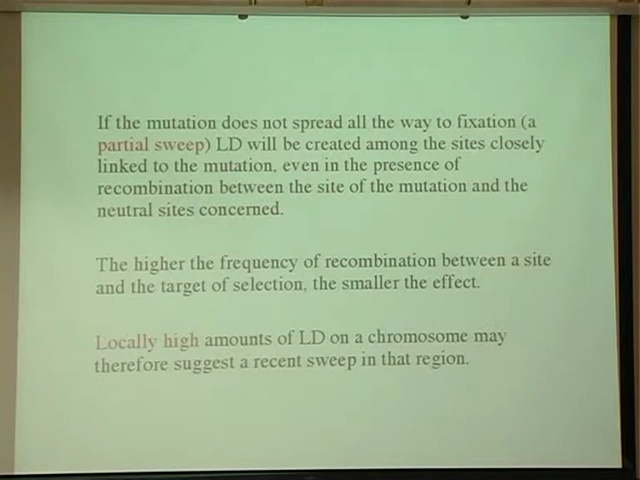 If the mutation does not spread all the way to fixation (a
partial sweep) LD will be created among the sites closely
linked to the mutation, even in the presence of
recombination between the site of the mutation and the
neutral sites concerned.
The higher the frequency of recombination between a site
and the target of selection, the smaller the effect.
Locally high amounts of LD on a chromosome may
therefore suggest a recent sweep in that region.